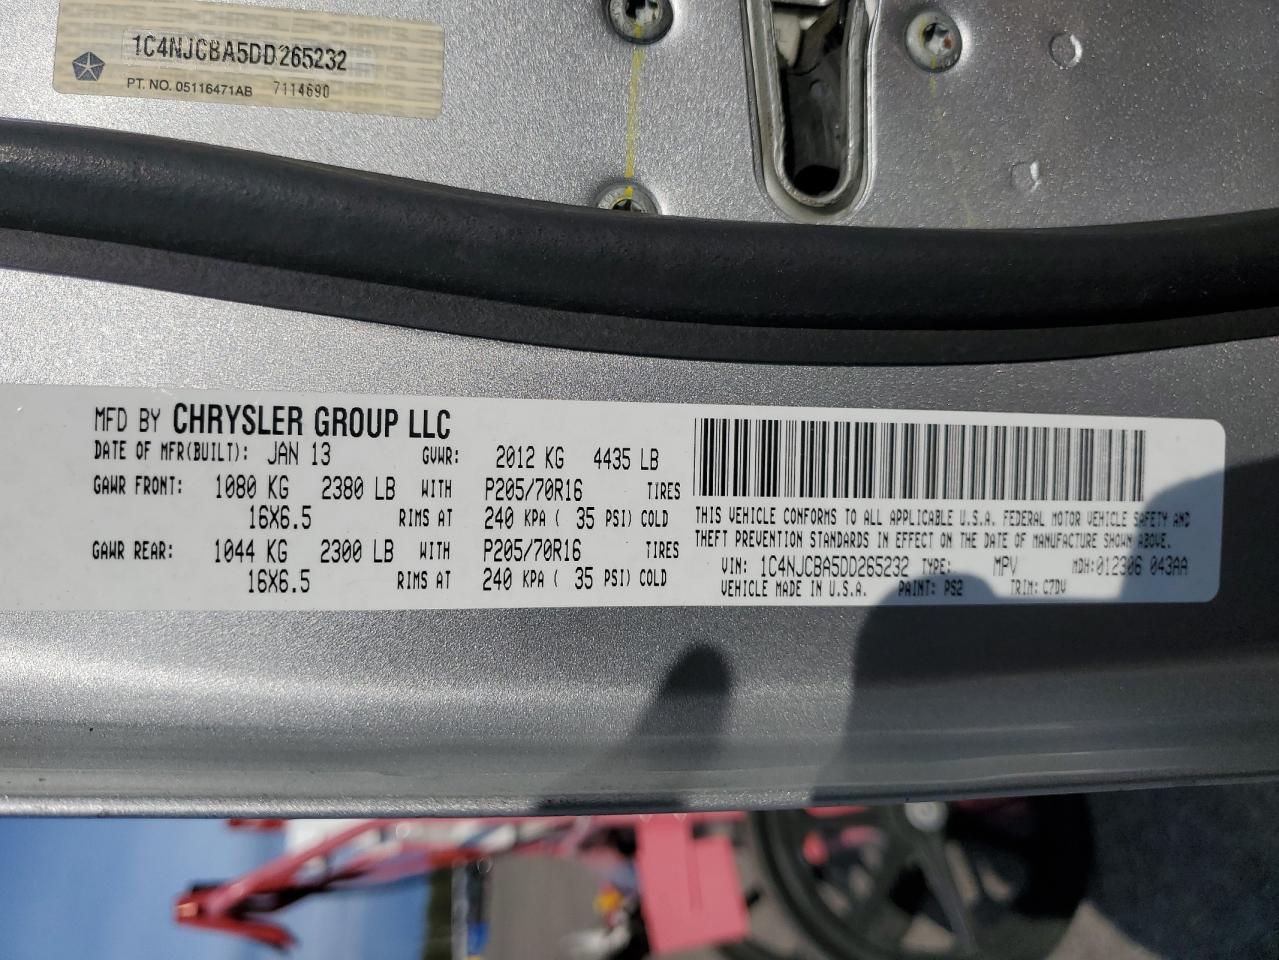 1C4NJCBA5DD265232
PT. NO. 05116471AB 7114690
MFD BY CHRYSLER GROUP LLC
DATE OF MFR(BUILT): JAN 13 GVWR: 2012 KG 4435 LB
GAWR FRONT: 1080 KG 2380 LB WITH P205/70R16 TIRES
16X6.5 RIMS AT 240 KPA ( 35 PSI) COLD
GAWR REAR: 1044 KG 2300 LB WITH P205/70R16 TIRES
16X6.5 RIMS AT 240 KPA ( 35 PSI) COLD
THIS VEHICLE CONFORMS TO ALL APPLICABLE U.S.A. FEDERAL MOTOR VEHICLE SAFETY AND
THEFT PREVENTION STANDARDS IN EFFECT ON THE DATE OF MANUFACTURE SHOWN ABOVE.
VIN: 1C4NJCBA5DD265232 TYPE: MPV MDH:012306 043AA
VEHICLE MADE IN U.S.A. PAINT: PS2 TRIM: C7DV